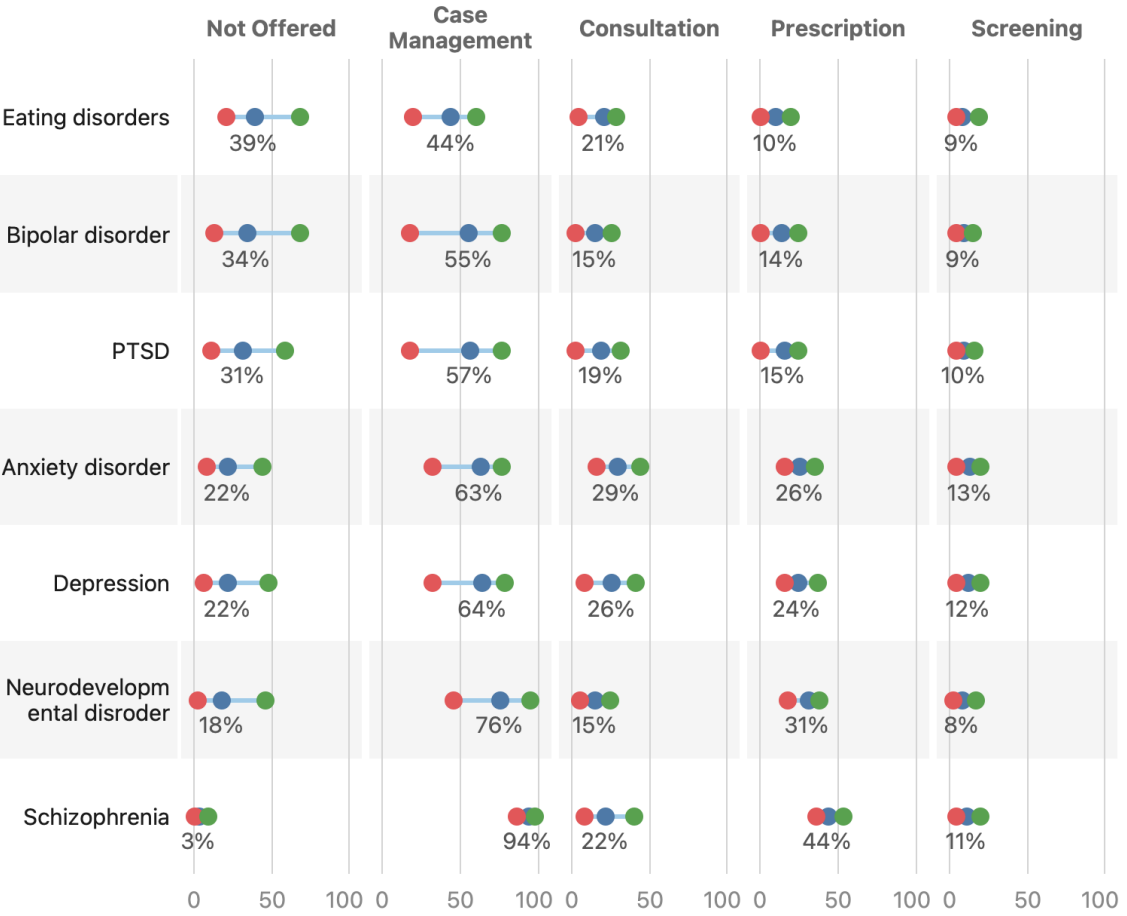 Not Offered
Case
Management
Consultation
Prescription
Screening
Eating disorders
39%
44%
21%
10%
9%
Bipolar disorder
34%
55%
15%
14%
9%
PTSD
31%
57%
19%
15%
10%
Anxiety disorder
22%
63%
29%
26%
13%
Depression
22%
64%
26%
24%
12%
Neurodevelopm
ental disroder
18%
76%
15%
31%
8%
Schizophrenia
3%
94%
22%
44%
11%
0 50 100
0 50 100
0 50 100
0 50 100
0 50 100